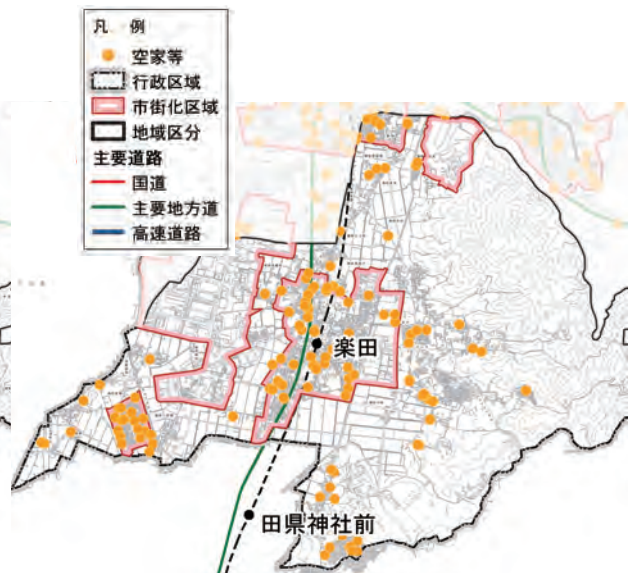 凡 例
空家等
行政区域
市街化区域
地域区分
主要道路
国道
主要地方道
高速道路
楽田
田県神社前